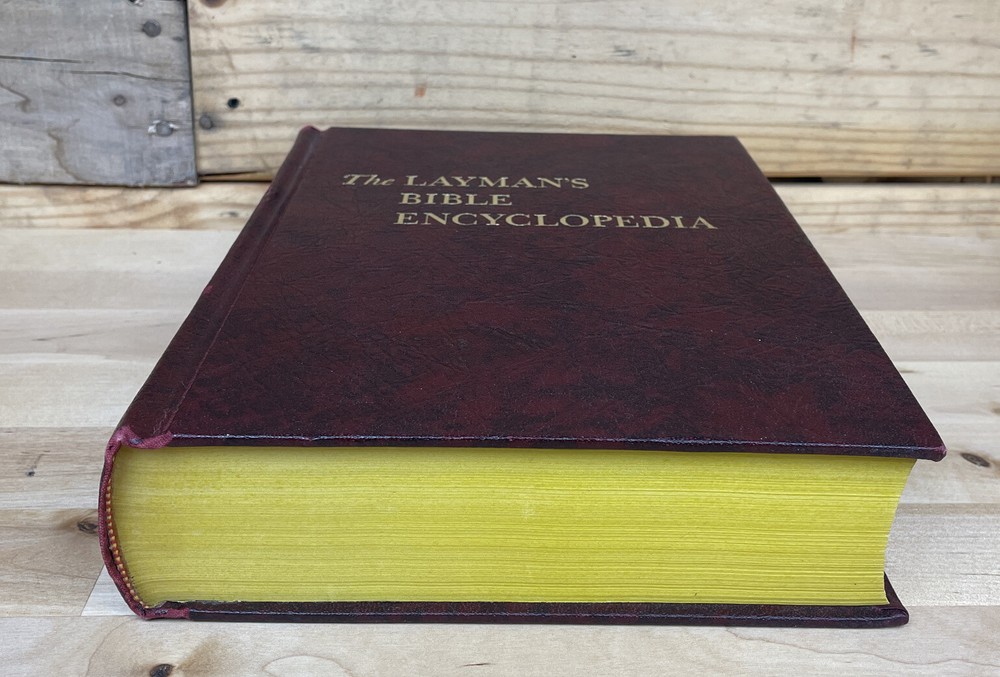 The LAYMAN'S
BIBLE
ENCYCLOPEDIA